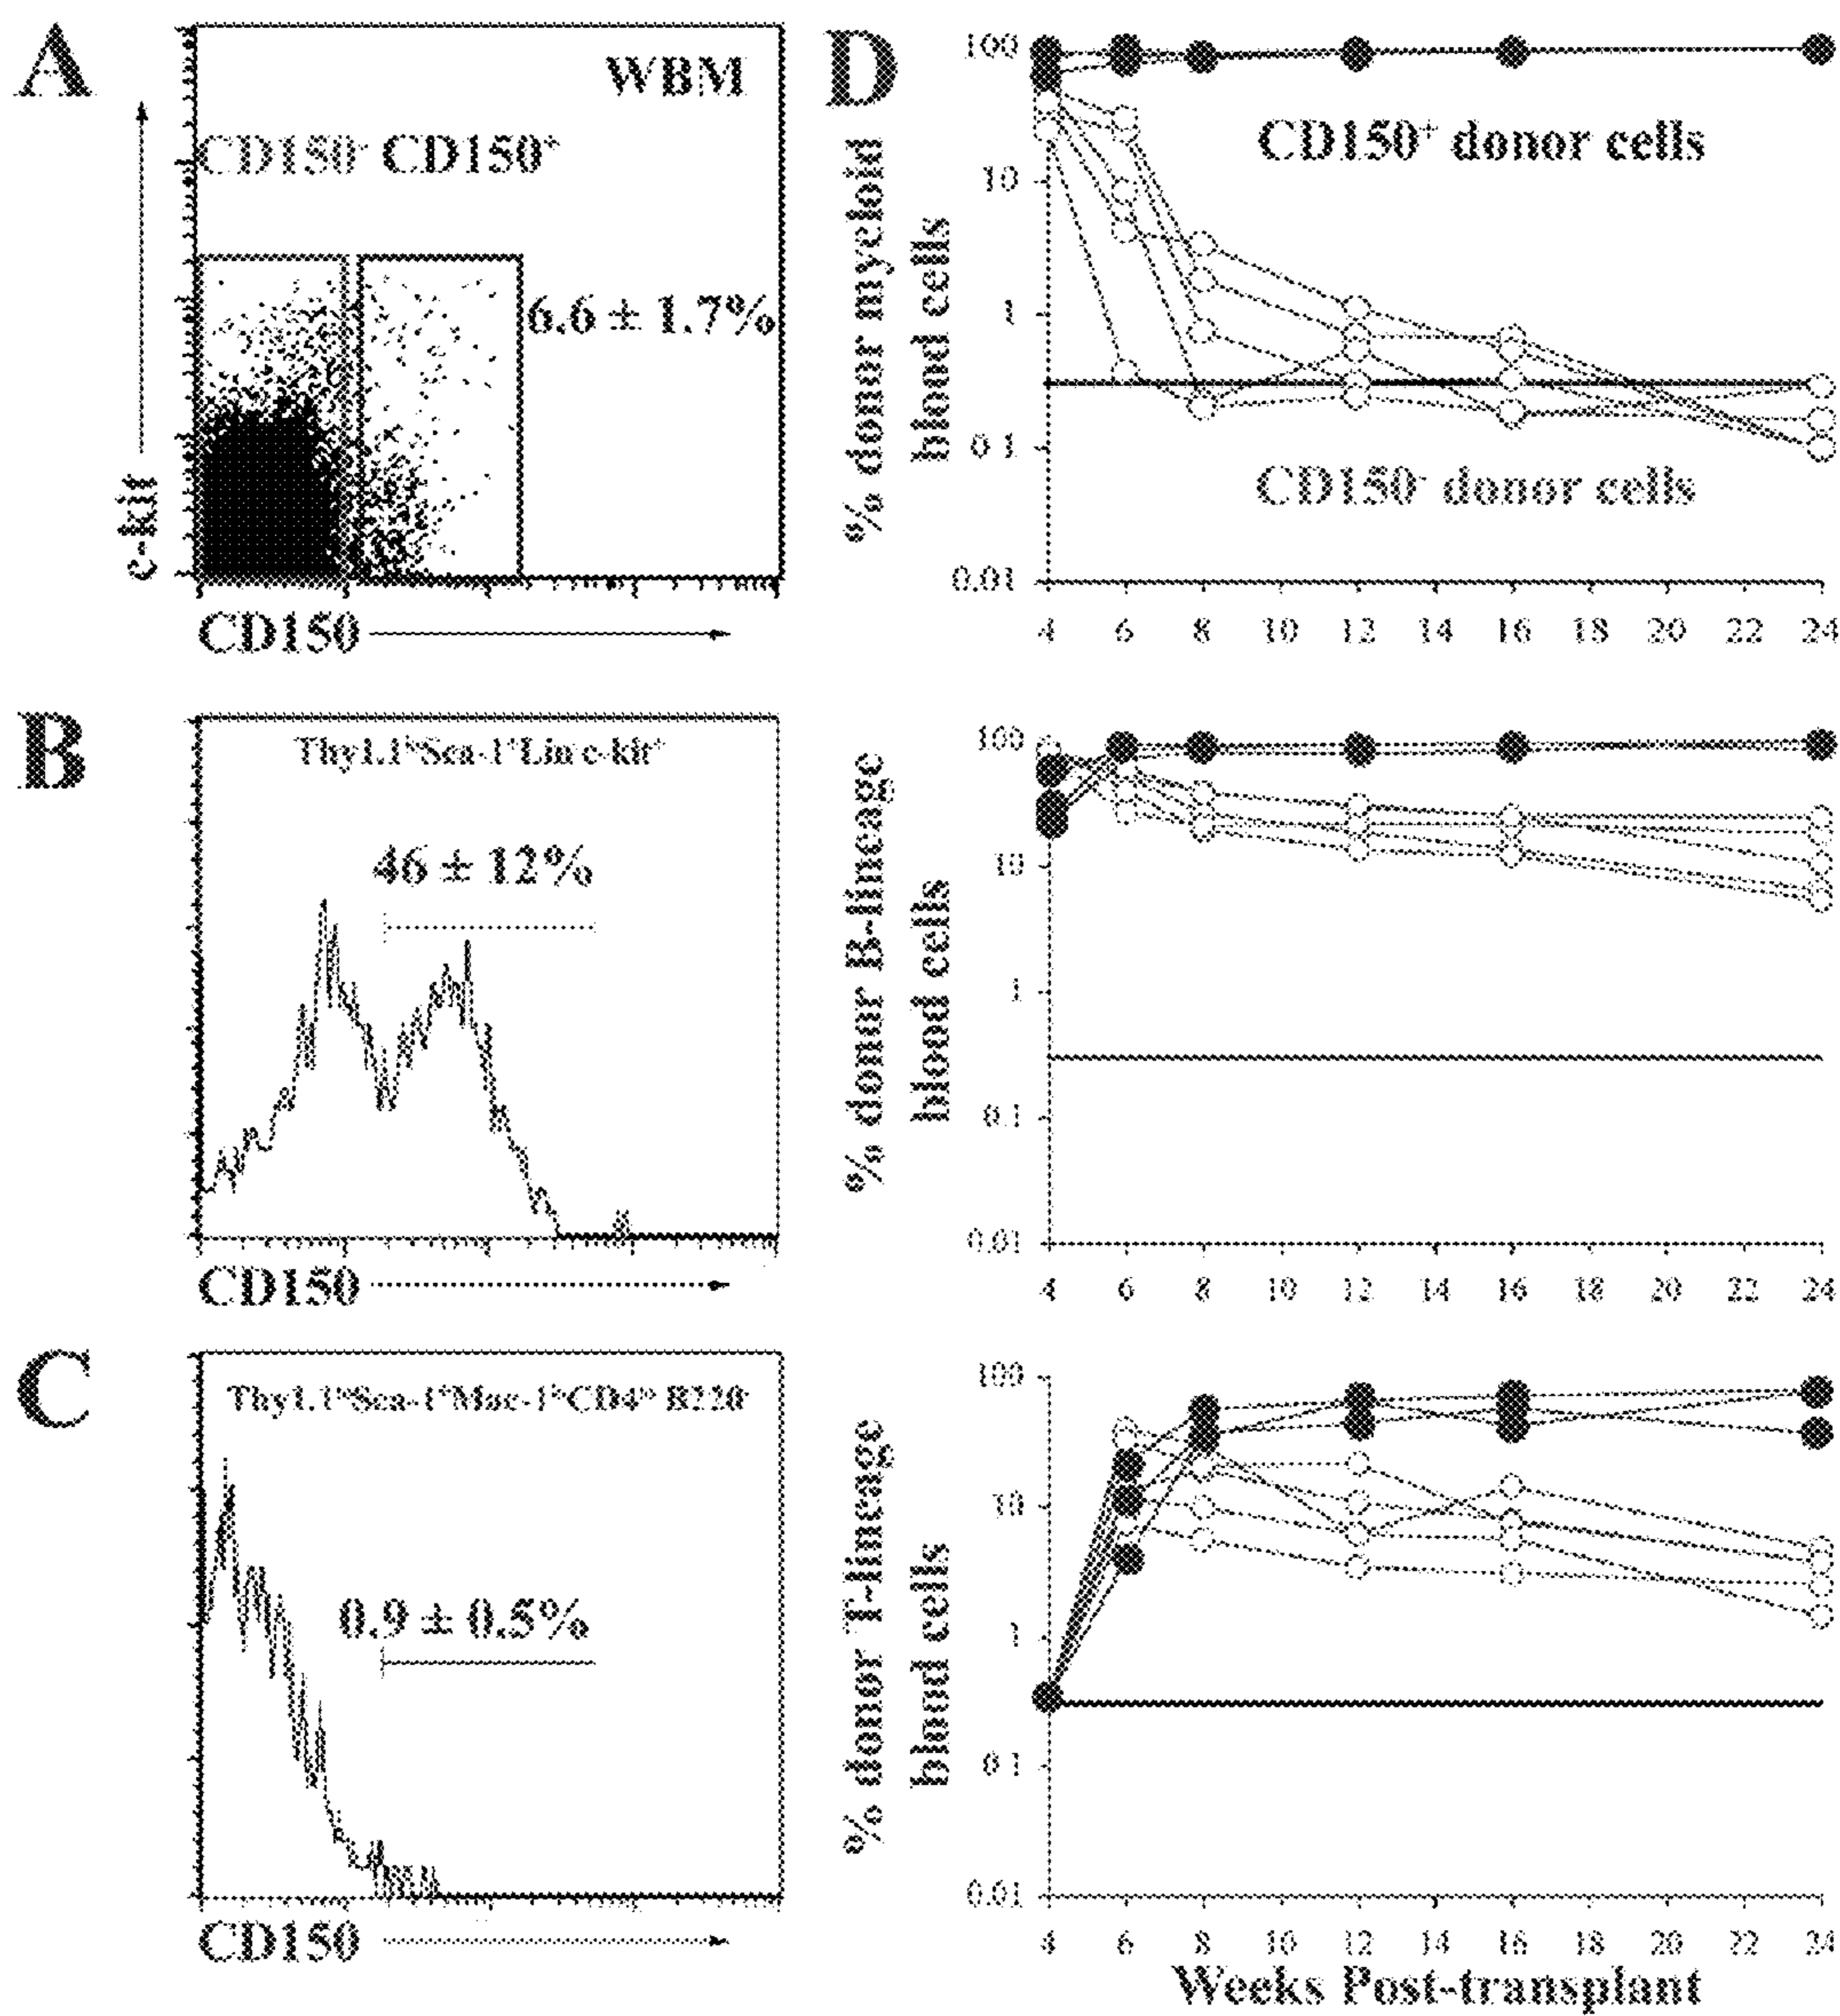 A
WBM
CD150⁻ CD150⁺
6.6 ± 1.7%
c-kit
CD150
B
Thy1.1ˡᵒSca-1⁺Lin⁻c-kit⁺
46 ± 12%
CD150
C
Thy1.1ˡᵒSca-1⁺Mac-1ˡᵒCD4ˡᵒ B220⁻
0.9 ± 0.5%
CD150
D
% donor myeloid
blood cells
100
10
1
0.1
0.01
CD150⁺ donor cells
CD150⁻ donor cells
4 6 8 10 12 14 16 18 20 22 24
% donor B-lineage
blood cells
100
10
1
0.1
0.01
4 6 8 10 12 14 16 18 20 22 24
% donor T-lineage
blood cells
100
10
1
0.1
0.01
4 6 8 10 12 14 16 18 20 22 24
Weeks Post-transplant